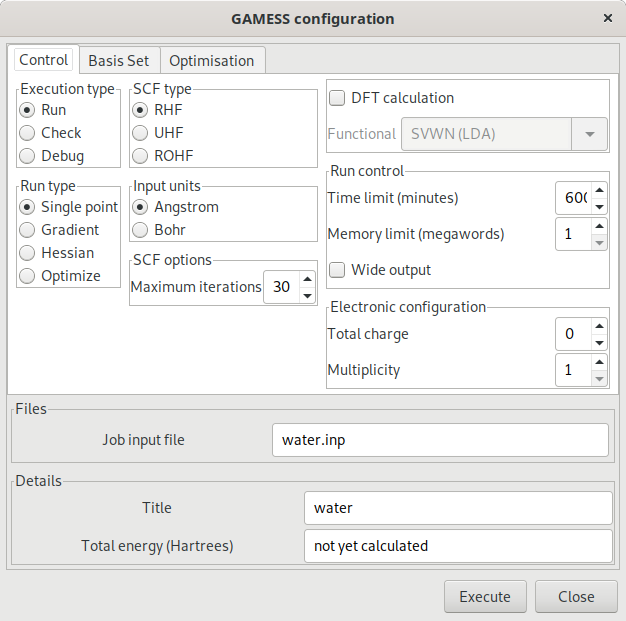 GAMESS configuration
Control Basis Set Optimisation
Execution type
Run
Check
Debug
Run type
Single point
Gradient
Hessian
Optimize
SCF type
RHF
UHF
ROHF
Input units
Angstrom
Bohr
SCF options
Maximum iterations 30
DFT calculation
Functional SVWN (LDA)
Run control
Time limit (minutes) 600
Memory limit (megawords) 1
Wide output
Electronic configuration
Total charge 0
Multiplicity 1
Files
Job input file water.inp
Details
Title water
Total energy (Hartrees) not yet calculated
Execute Close